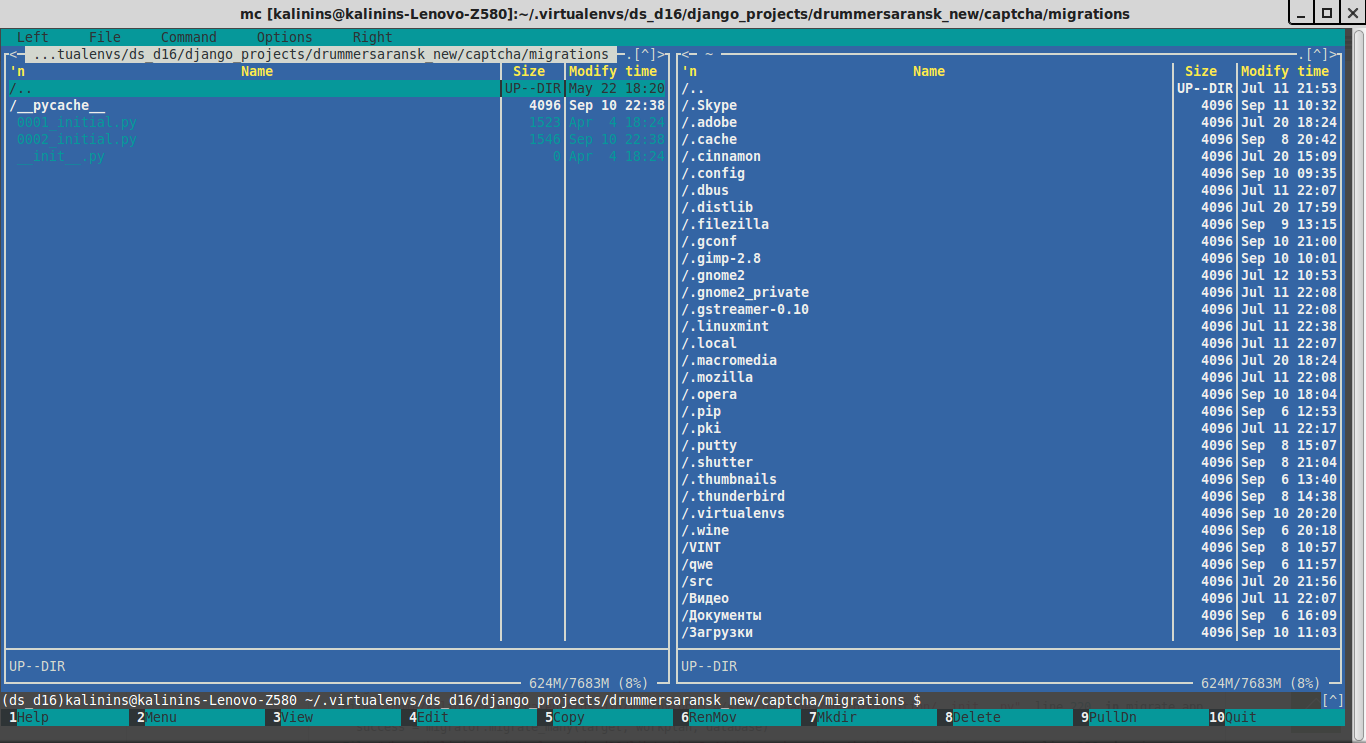 mc [kalinins@kalinins-Lenovo-Z580]:~/.virtualenvs/ds_d16/django_projects/drummersaransk_new/captcha/migrations
Left File Command Options Right
<─ ...tualenvs/ds_d16/django_projects/drummersaransk_new/captcha/migrations ─.[^]>
'n Name Size Modify time
/.. UP--DIR May 22 18:20
/__pycache__ 4096 Sep 10 22:38
0001_initial.py 1523 Apr 4 18:24
0002_initial.py 1546 Sep 10 22:38
__init__.py 0 Apr 4 18:24
UP--DIR
624M/7683M (8%)
<─ ~ ─.[^]>
'n Name Size Modify time
/.. UP--DIR Jul 11 21:53
/.Skype 4096 Sep 11 10:32
/.adobe 4096 Jul 20 18:24
/.cache 4096 Sep 8 20:42
/.cinnamon 4096 Jul 20 15:09
/.config 4096 Sep 10 09:35
/.dbus 4096 Jul 11 22:07
/.distlib 4096 Jul 20 17:59
/.filezilla 4096 Sep 9 13:15
/.gconf 4096 Sep 10 21:00
/.gimp-2.8 4096 Sep 10 10:01
/.gnome2 4096 Jul 12 10:53
/.gnome2_private 4096 Jul 11 22:08
/.gstreamer-0.10 4096 Jul 11 22:08
/.linuxmint 4096 Jul 11 22:38
/.local 4096 Jul 11 22:07
/.macromedia 4096 Jul 20 18:24
/.mozilla 4096 Jul 11 22:08
/.opera 4096 Sep 10 18:04
/.pip 4096 Sep 6 12:53
/.pki 4096 Jul 11 22:17
/.putty 4096 Sep 8 15:07
/.shutter 4096 Sep 8 21:04
/.thumbnails 4096 Sep 6 13:40
/.thunderbird 4096 Sep 8 14:38
/.virtualenvs 4096 Sep 10 20:20
/.wine 4096 Sep 6 20:18
/VINT 4096 Sep 8 10:57
/qwe 4096 Sep 6 11:57
/src 4096 Jul 20 21:56
/Видео 4096 Jul 11 22:07
/Документы 4096 Sep 6 16:09
/Загрузки 4096 Sep 10 11:03
UP--DIR
624M/7683M (8%)
(ds_d16)kalinins@kalinins-Lenovo-Z580 ~/.virtualenvs/ds_d16/django_projects/drummersaransk_new/captcha/migrations $ [^]
1Help 2Menu 3View 4Edit 5Copy 6RenMov 7Mkdir 8Delete 9PullDn 10Quit